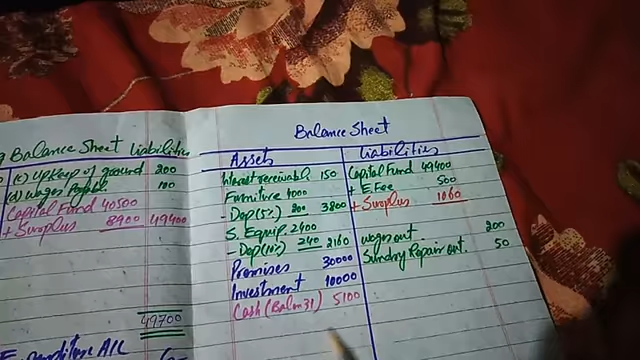 Balance Sheet Liabilities
(c) Upkeep of ground 200
(d) Wages Payable 100
Capital Fund 40500
+ Surplus 8900 49400
49700
Balance Sheet
Assets
Interest receivable 150
Furniture 4000
- Dep(5%) 200 3800
S. Equip 2400
- Dep(10%) 240 2160
Premises 30000
Investment 10000
Cash (Bal on 31) 5100
Liabilities
Capital Fund 49400
+ E.Fee 500
+ Surplus 1060
wages out 200
Sundry Repair out. 50